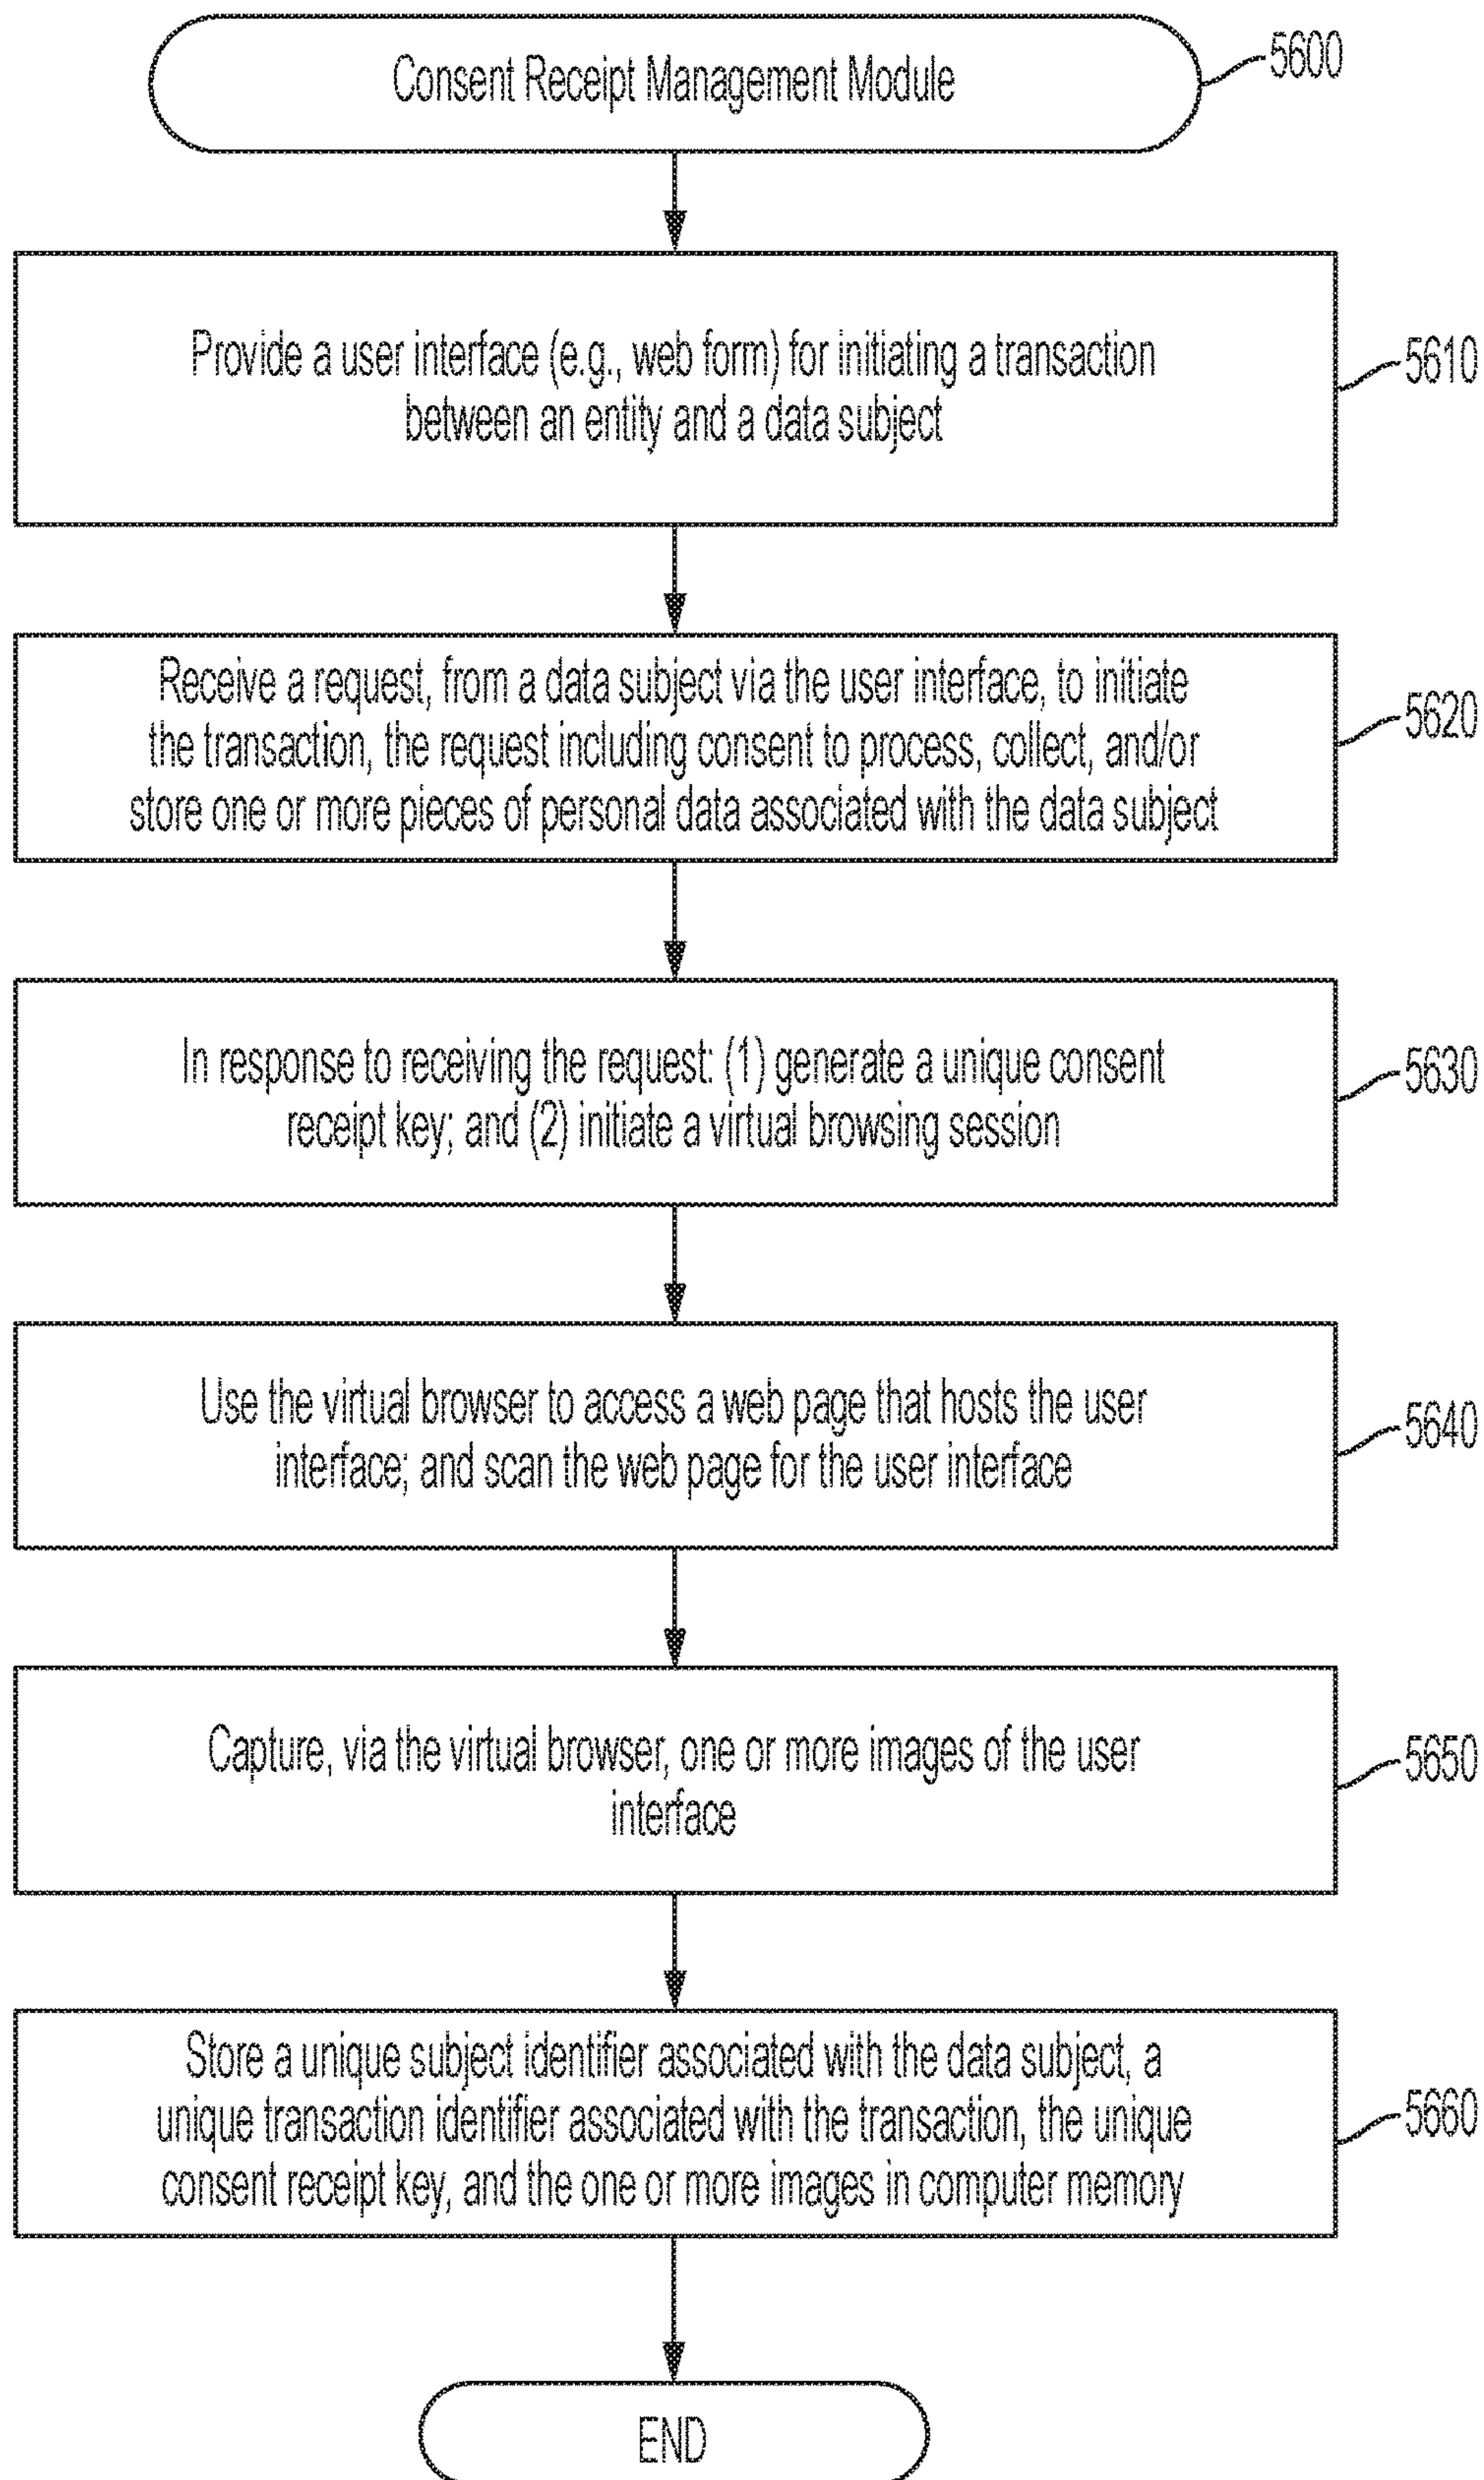 Consent Receipt Management Module
5600
Provide a user interface (e.g., web form) for initiating a transaction
between an entity and a data subject
5610
Receive a request, from a data subject via the user interface, to initiate
the transaction, the request including consent to process, collect, and/or
store one or more pieces of personal data associated with the data subject
5620
In response to receiving the request: (1) generate a unique consent
receipt key; and (2) initiate a virtual browsing session
5630
Use the virtual browser to access a web page that hosts the user
interface; and scan the web page for the user interface
5640
Capture, via the virtual browser, one or more images of the user
interface
5650
Store a unique subject identifier associated with the data subject, a
unique transaction identifier associated with the transaction, the unique
consent receipt key, and the one or more images in computer memory
5660
END